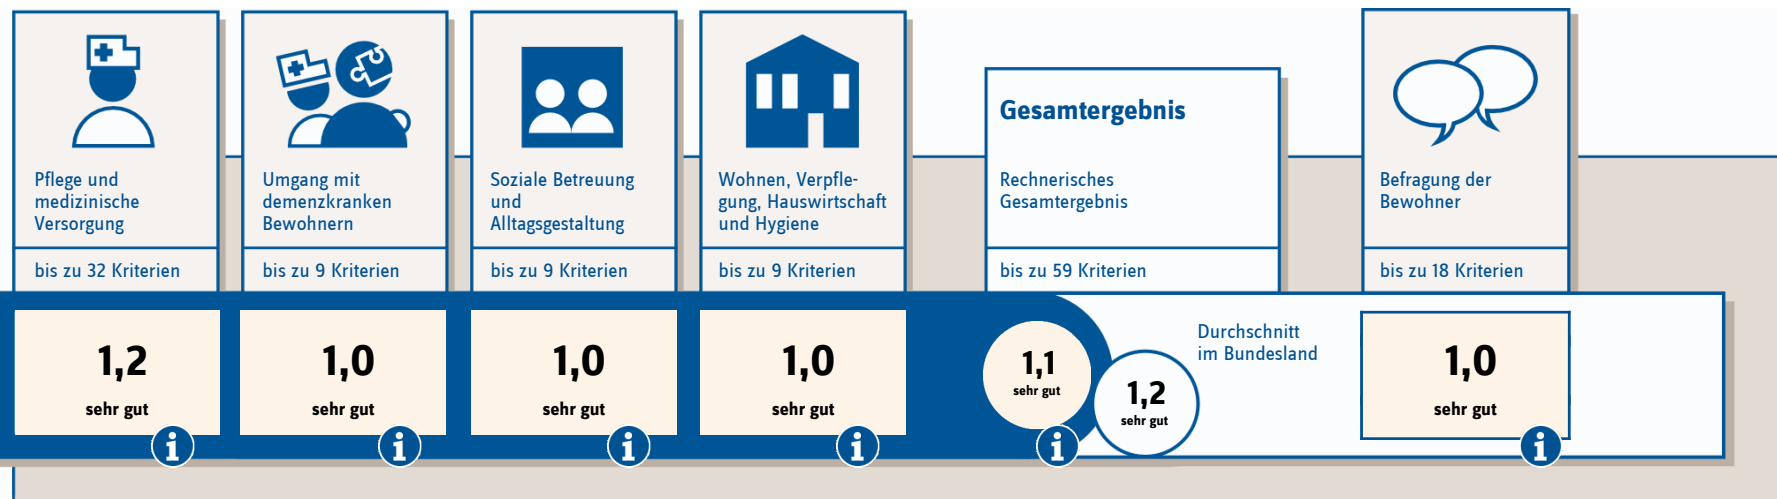 Pflege und
medizinische
Versorgung
bis zu 32 Kriterien
1,2
sehr gut
Umgang mit
demenzkranken
Bewohnern
bis zu 9 Kriterien
1,0
sehr gut
Soziale Betreuung
und
Alltagsgestaltung
bis zu 9 Kriterien
1,0
sehr gut
Wohnen, Verpfle-
gung, Hauswirtschaft
und Hygiene
bis zu 9 Kriterien
1,0
sehr gut
Gesamtergebnis
Rechnerisches
Gesamtergebnis
bis zu 59 Kriterien
1,1
sehr gut
Durchschnitt
im Bundesland
1,2
sehr gut
Befragung der
Bewohner
bis zu 18 Kriterien
1,0
sehr gut